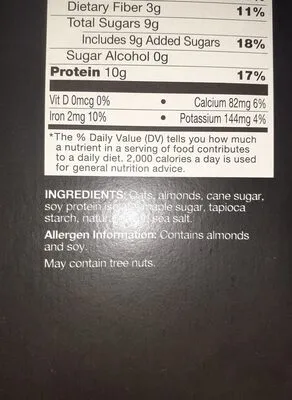 Dietary Fiber 3g 11%
Total Sugars 9g
Includes 9g Added Sugars 18%
Sugar Alcohol 0g
Protein 10g 17%
Vit D 0mcg 0% • Calcium 82mg 6%
Iron 2mg 10% • Potassium 144mg 4%
*The % Daily Value (DV) tells you how much
a nutrient in a serving of food contributes
to a daily diet. 2,000 calories a day is used
for general nutrition advice.
INGREDIENTS: Oats, almonds, cane sugar,
soy protein maple sugar, tapioca
starch, sea salt.
Allergen Information: Contains almonds
and soy.
May contain tree nuts.